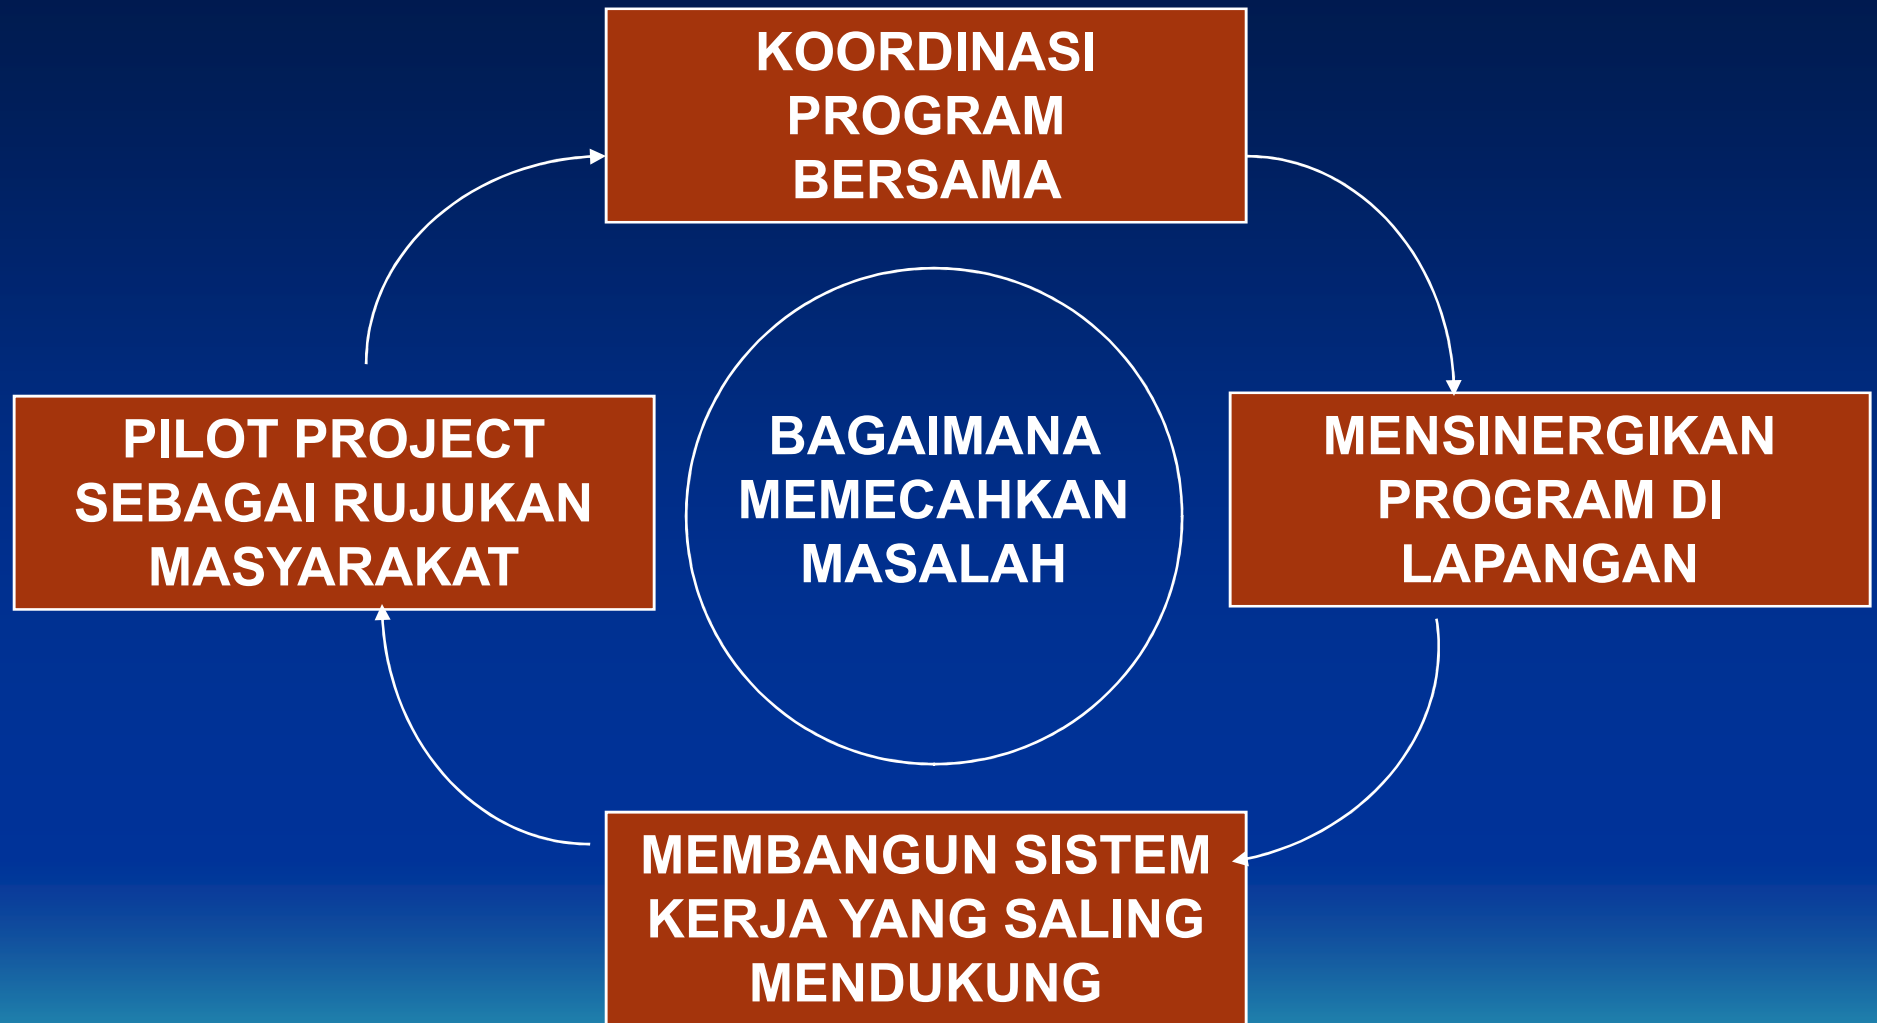 KOORDINASI
PROGRAM
BERSAMA
PILOT PROJECT
SEBAGAI RUJUKAN
MASYARAKAT
BAGAIMANA
MEMECAHKAN
MASALAH
MENSINERGIKAN
PROGRAM DI
LAPANGAN
MEMBANGUN SISTEM
KERJA YANG SALING
MENDUKUNG